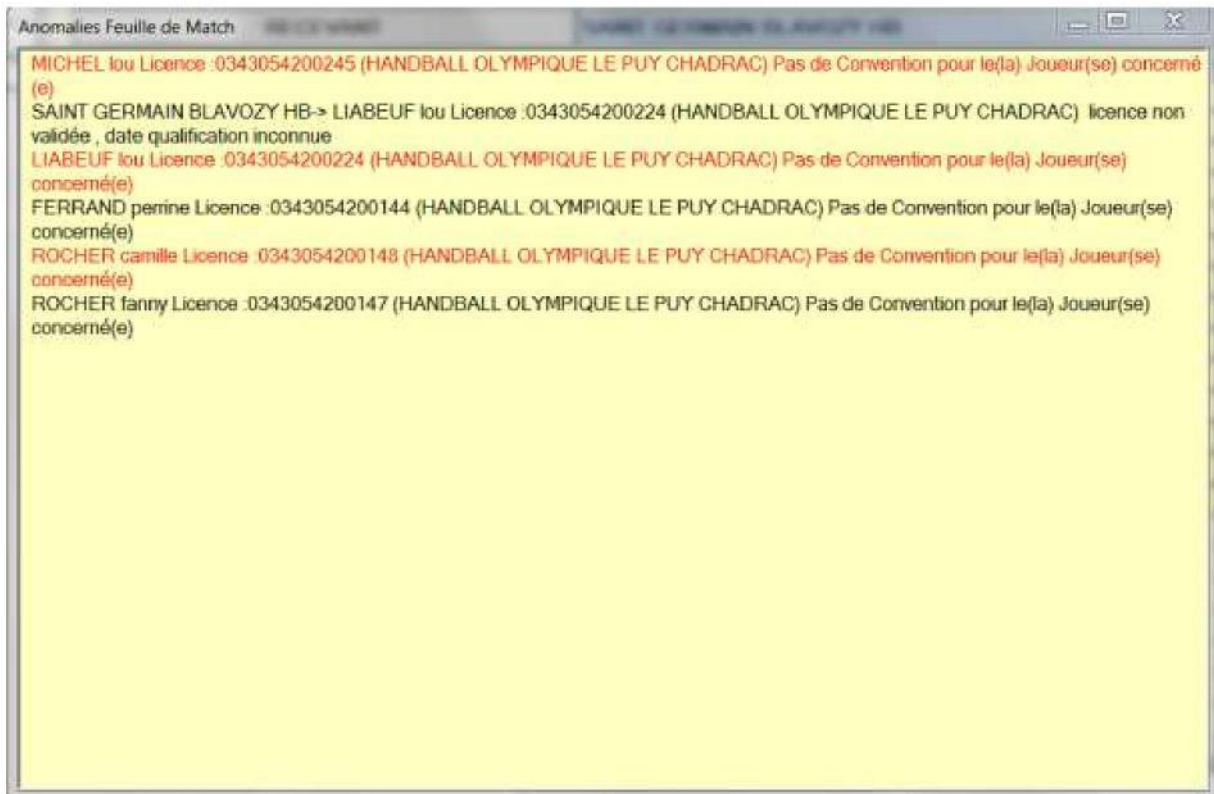 Anomalies Feuille de Match
MICHEL lou Licence :0343054200245 (HANDBALL OLYMPIQUE LE PUY CHADRAC) Pas de Convention pour le(la) Joueur(se) concerné
(e)
SAINT GERMAIN BLAVOZY HB-> LIABEUF lou Licence :0343054200224 (HANDBALL OLYMPIQUE LE PUY CHADRAC) licence non
validée , date qualification inconnue
LIABEUF lou Licence :0343054200224 (HANDBALL OLYMPIQUE LE PUY CHADRAC) Pas de Convention pour le(la) Joueur(se)
concerné(e)
FERRAND perrine Licence :0343054200144 (HANDBALL OLYMPIQUE LE PUY CHADRAC) Pas de Convention pour le(la) Joueur(se)
concerné(e)
ROCHER camille Licence :0343054200148 (HANDBALL OLYMPIQUE LE PUY CHADRAC) Pas de Convention pour le(la) Joueur(se)
concerné(e)
ROCHER fanny Licence :0343054200147 (HANDBALL OLYMPIQUE LE PUY CHADRAC) Pas de Convention pour le(la) Joueur(se)
concerné(e)